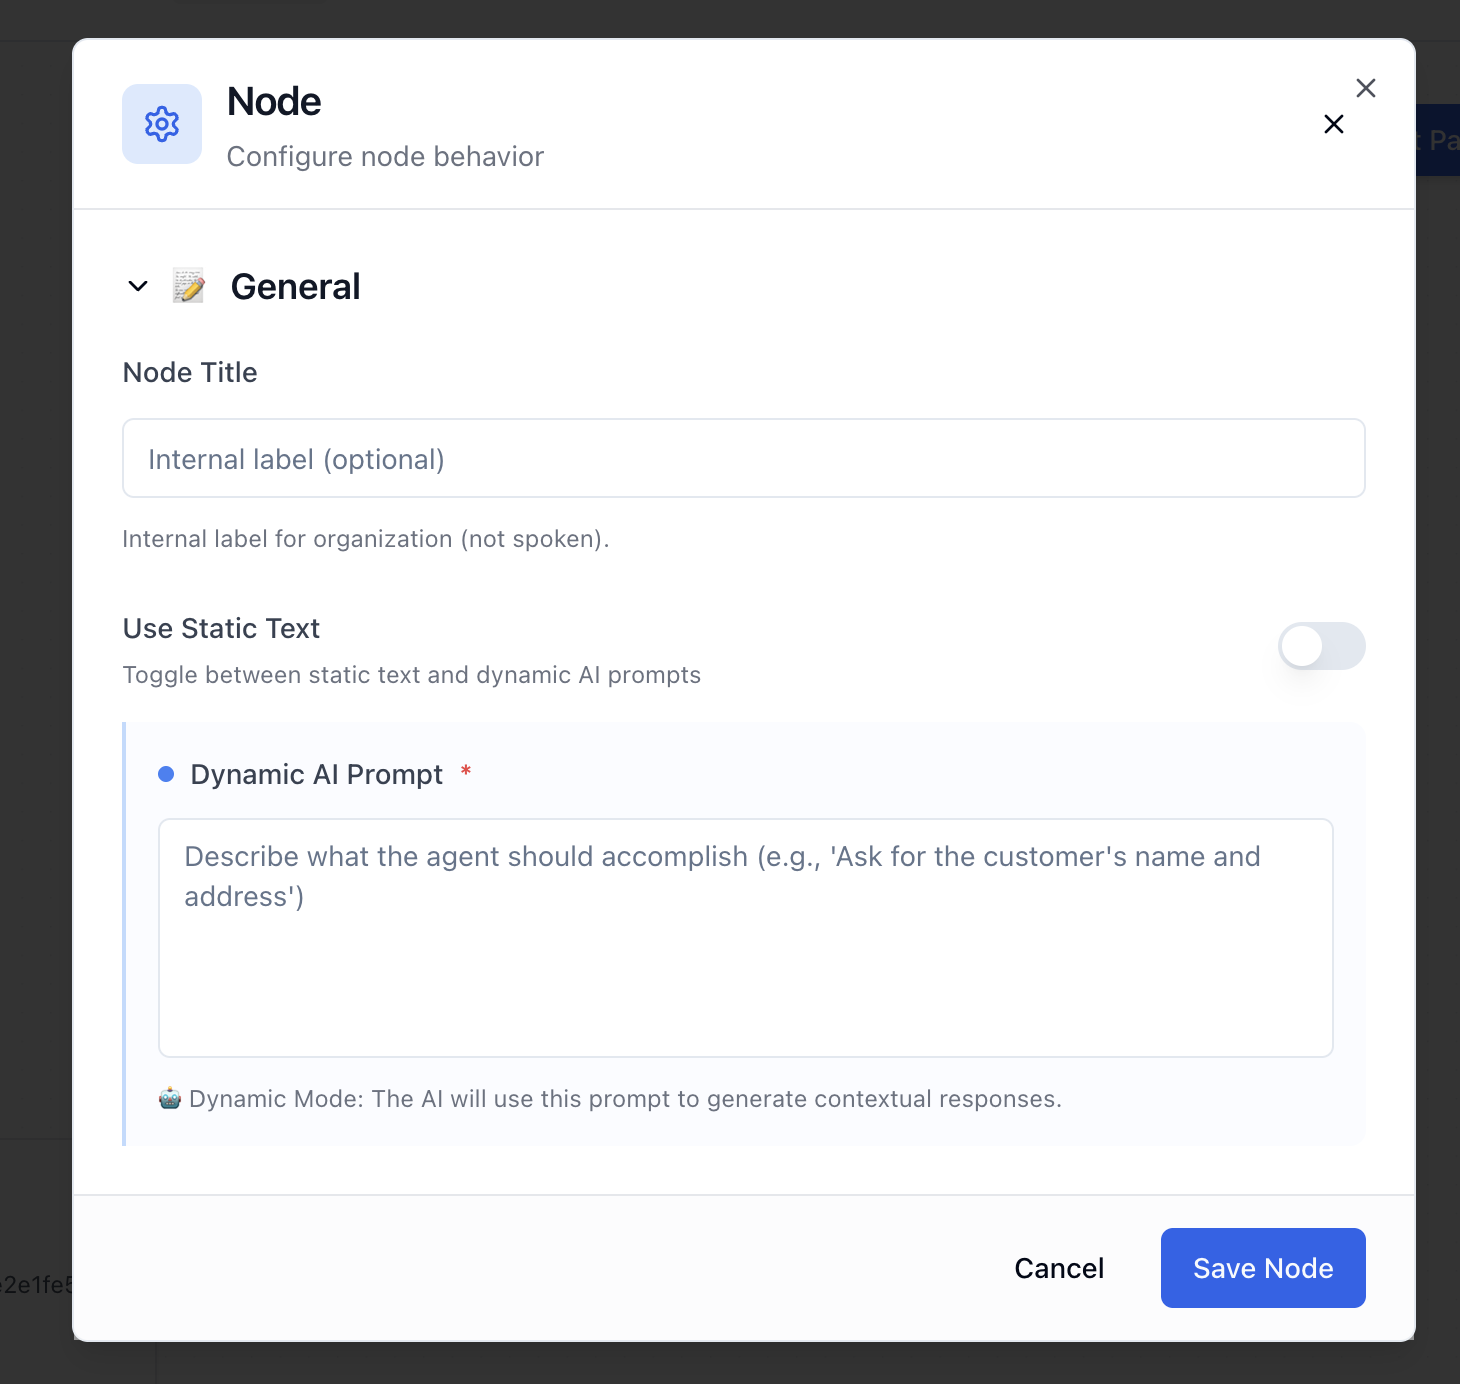 Node
Configure node behavior
t Pa
General
Node Title
Internal label (optional)
Internal label for organization (not spoken).
Use Static Text
Toggle between static text and dynamic AI prompts
Dynamic AI Prompt *
Describe what the agent should accomplish (e.g., 'Ask for the customer's name and
address')
Dynamic Mode: The AI will use this prompt to generate contextual responses.
Cancel
Save Node